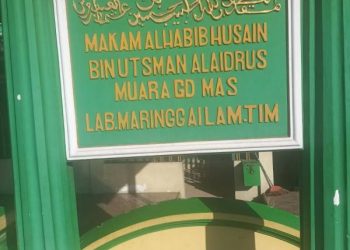 MAKAM ALHABIB HUSAIN
BIN UTSMAN ALAIDRUS
MUARA GD MAS
LAB.MARINGGAI LAM.TIM